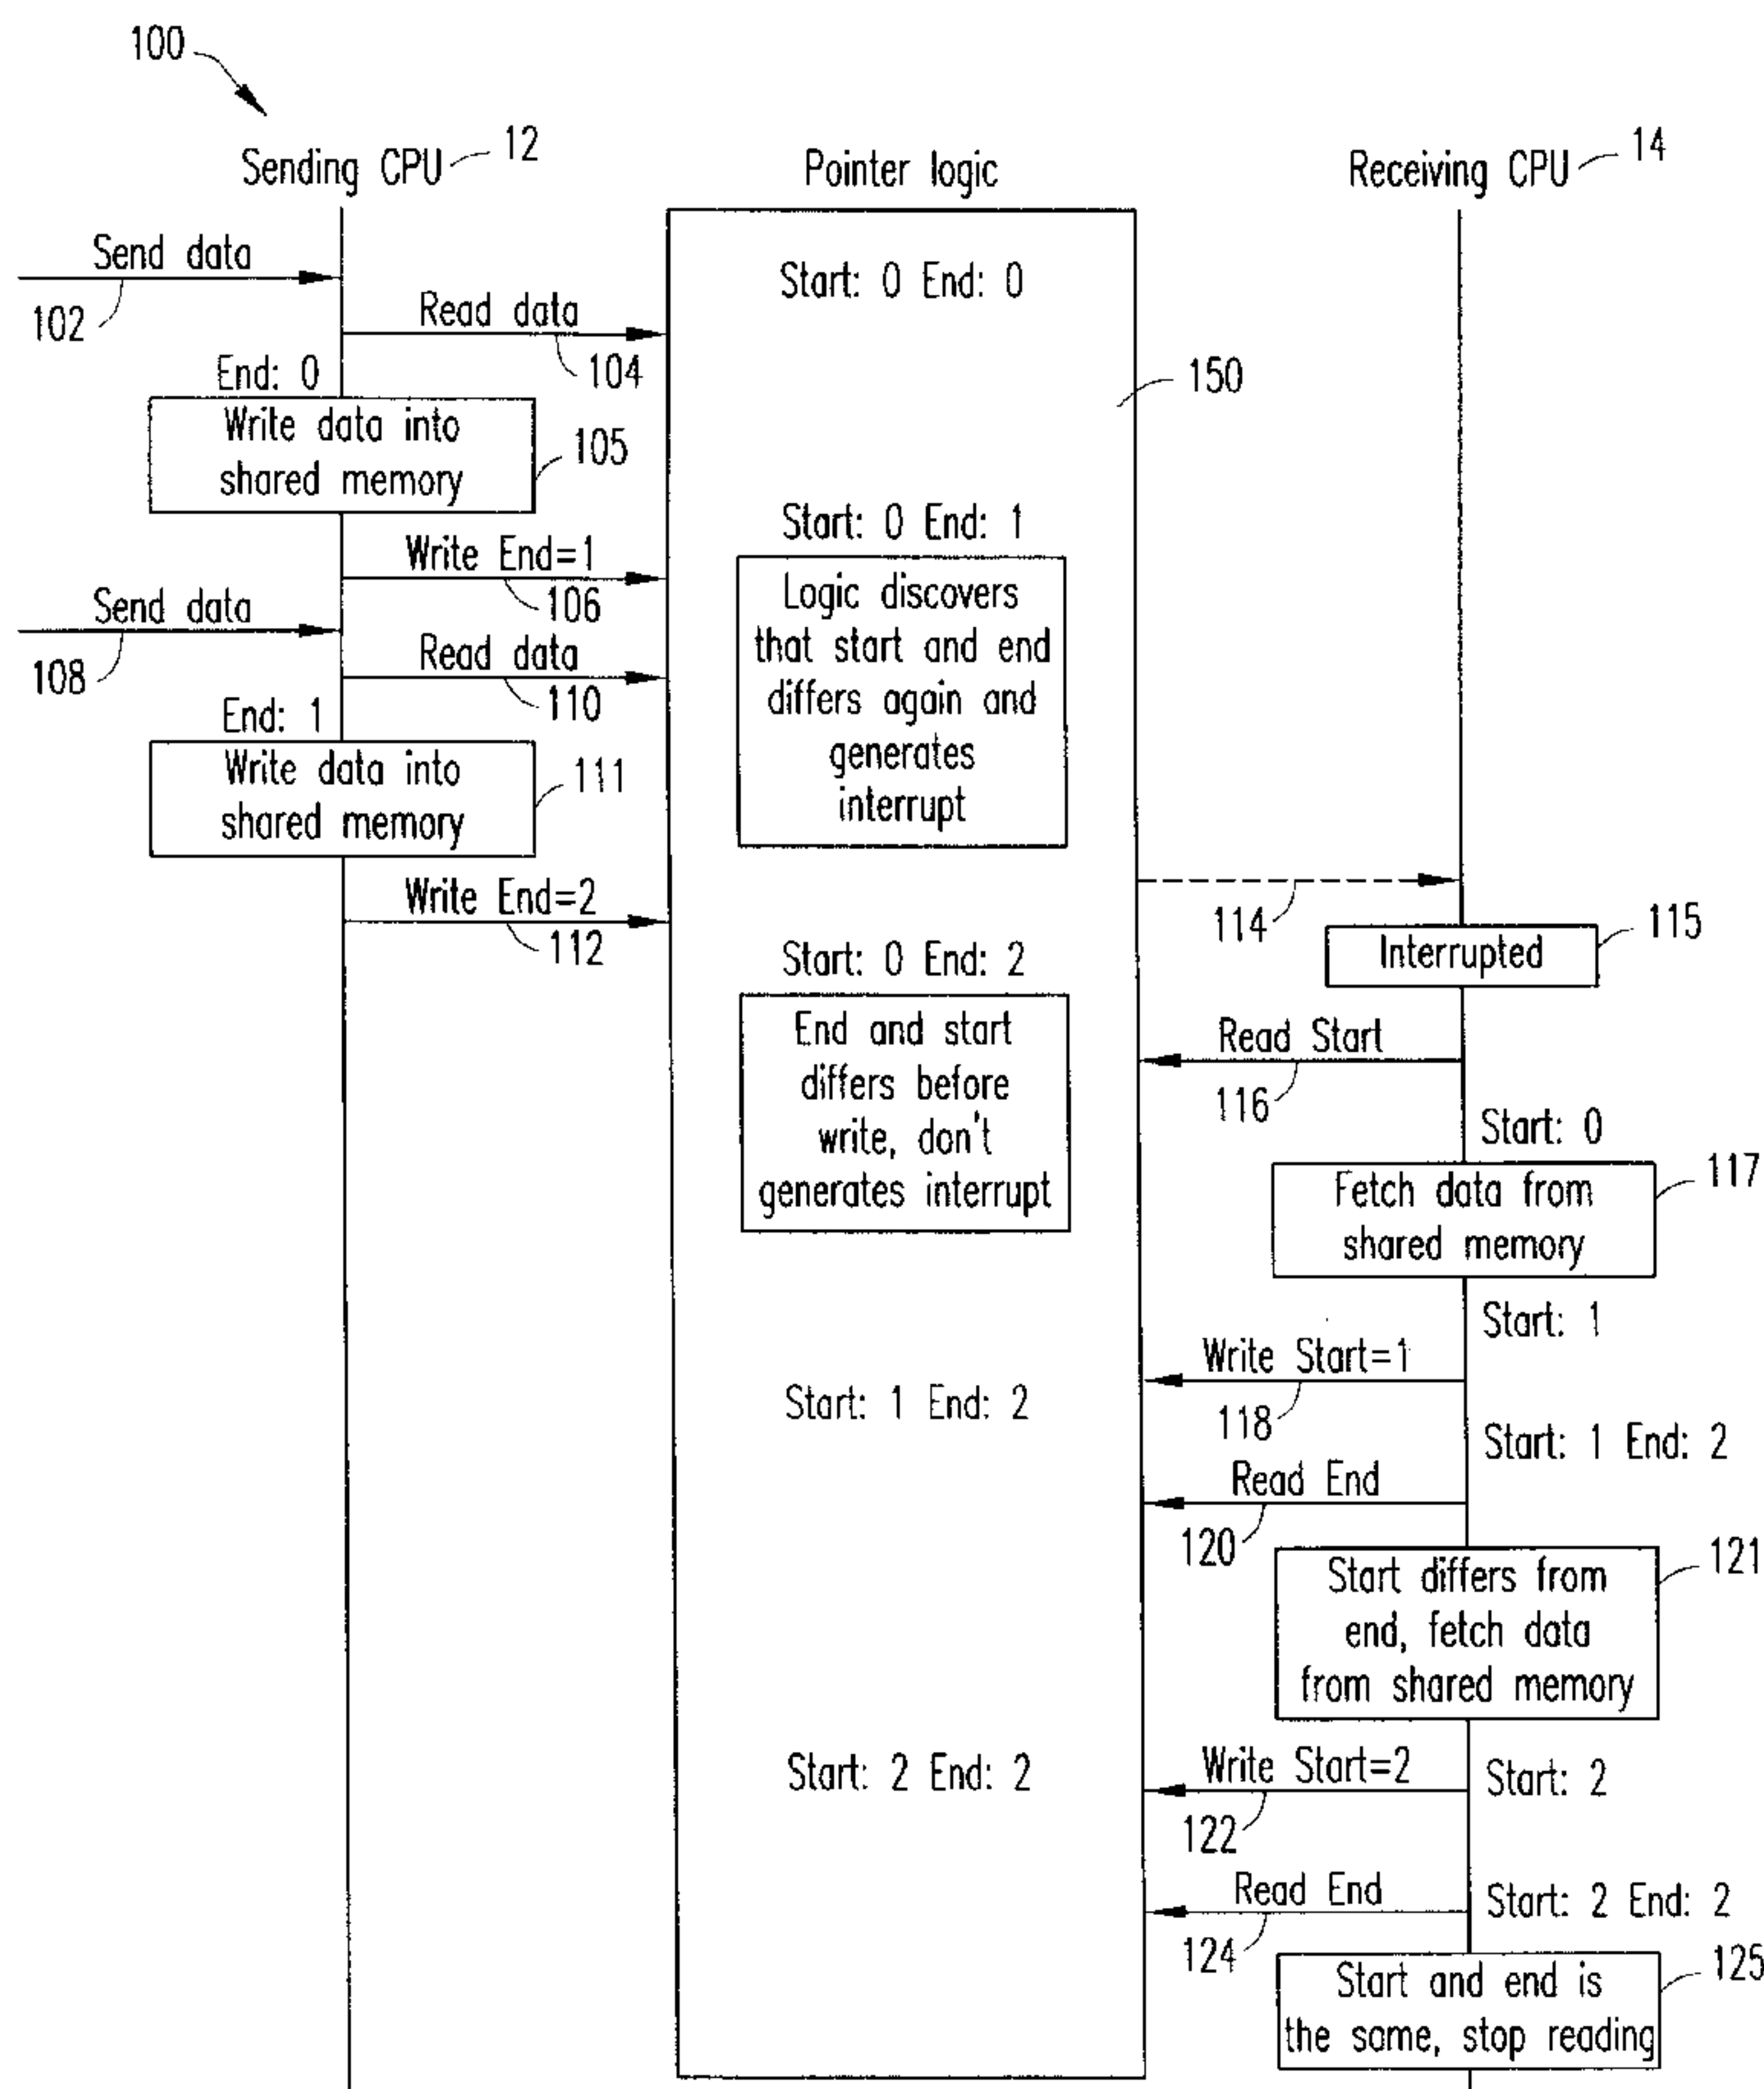 100
Sending CPU 12
Pointer logic
Receiving CPU 14
Send data
102
Start: 0 End: 0
Read data
104
End: 0
150
Write data into
shared memory
105
Start: 0 End: 1
Write End=1
106
Logic discovers
that start and end
differs again and
generates
interrupt
Send data
108
Read data
110
End: 1
Write data into
shared memory
111
114
Write End=2
112
Interrupted
115
Start: 0 End: 2
End and start
differs before
write, don't
generates interrupt
Read Start
116
Start: 0
Fetch data from
shared memory
117
Start: 1
Write Start=1
118
Start: 1 End: 2
Start: 1 End: 2
Read End
120
Start differs from
end, fetch data
from shared memory
121
Start: 2 End: 2
Write Start=2
122
Start: 2
Read End
124
Start: 2 End: 2
Start and end is
the same, stop reading
125